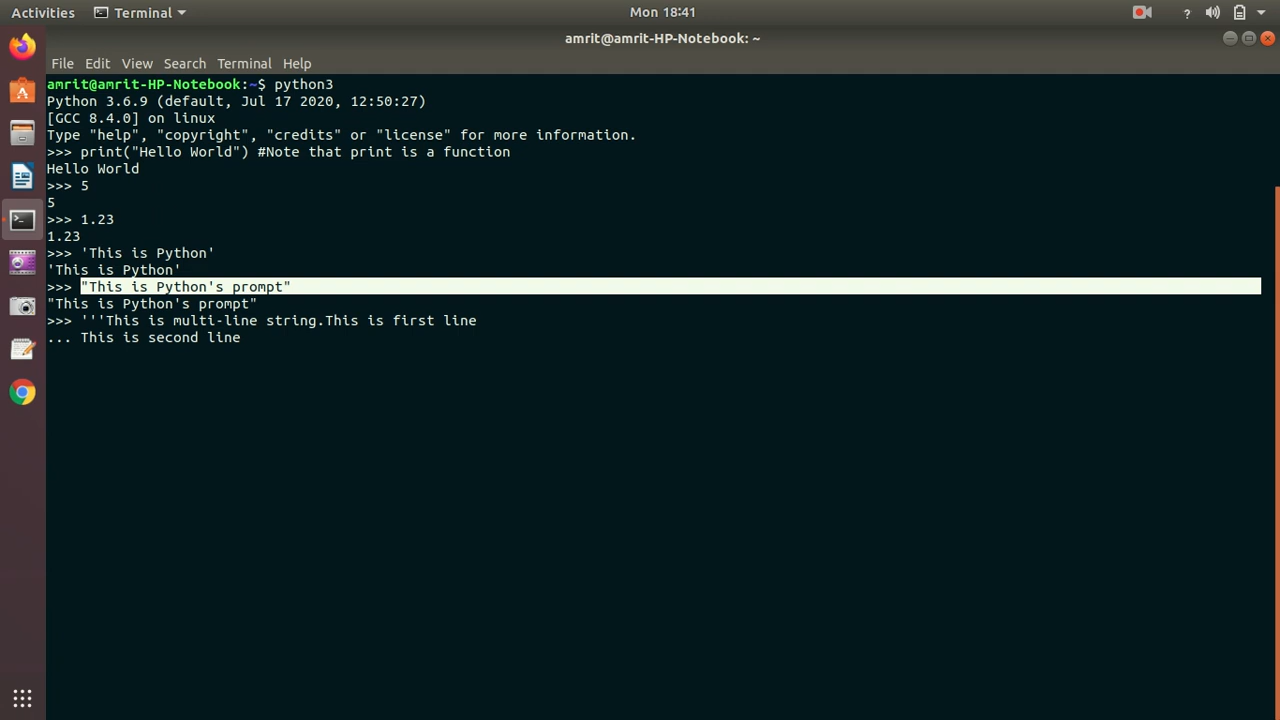 Activities
Terminal
Mon 18:41
amrit@amrit-HP-Notebook: ~
File Edit View Search Terminal Help
amrit@amrit-HP-Notebook:~$ python3
Python 3.6.9 (default, Jul 17 2020, 12:50:27)
[GCC 8.4.0] on linux
Type "help", "copyright", "credits" or "license" for more information.
>>> print("Hello World") #Note that print is a function
Hello World
>>> 5
5
>>> 1.23
1.23
>>> 'This is Python'
'This is Python'
>>> "This is Python's prompt"
"This is Python's prompt"
>>> '''This is multi-line string.This is first line
... This is second line